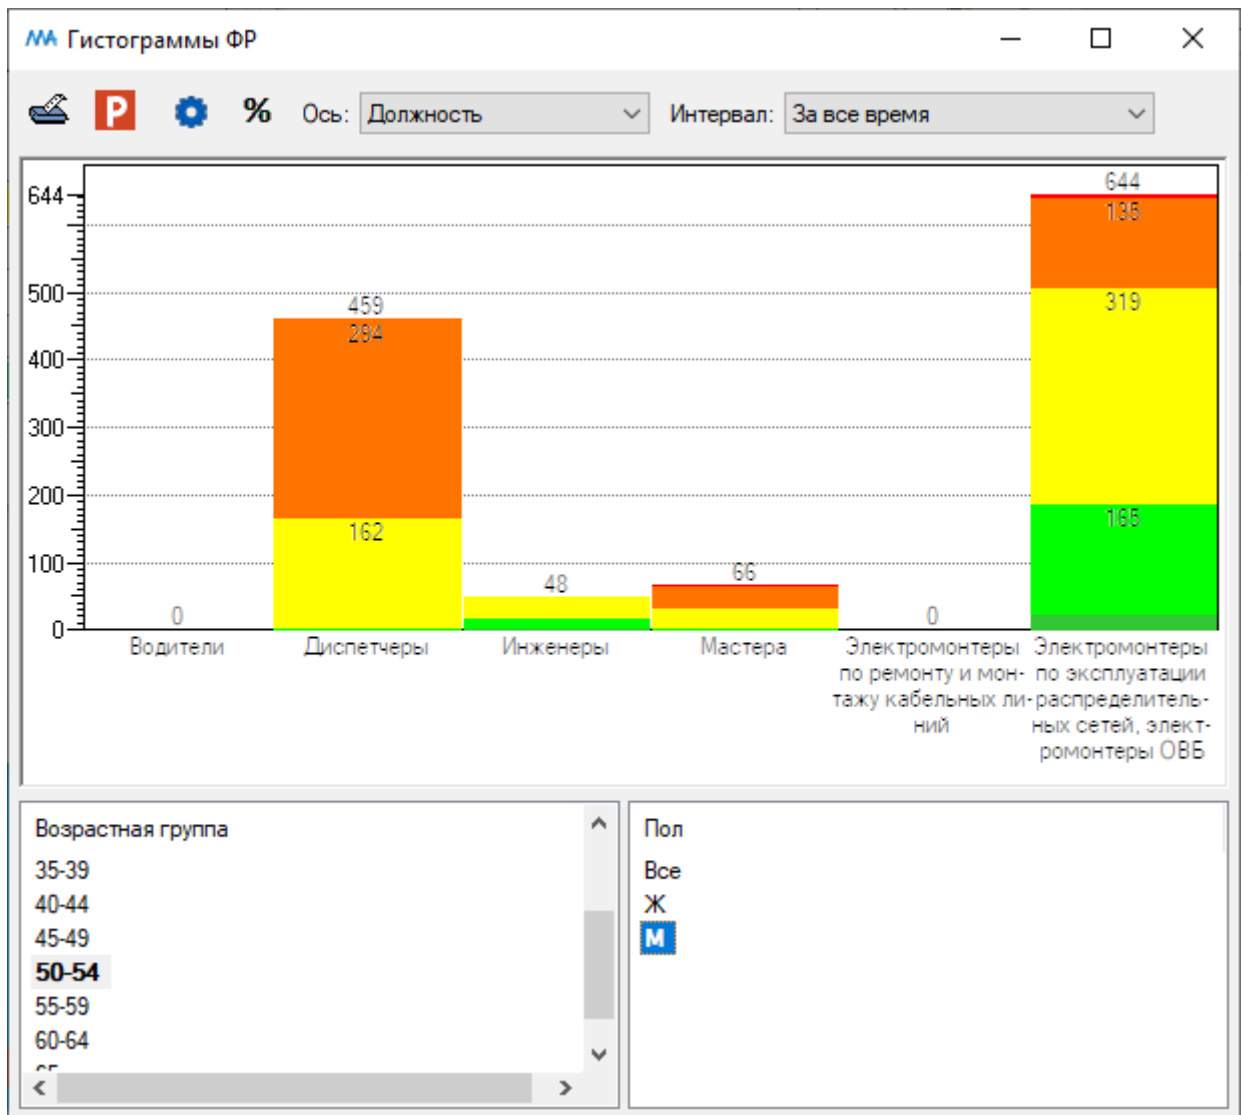 Гистограммы ФР
% Ось: Должность Интервал: За все время
644
500
400
300
200
100
0
0
459
294
162
48
66
0
644
135
319
165
Водители
Диспетчеры
Инженеры
Мастера
Электромонтеры
по ремонту и мон-
тажу кабельных ли-
ний
Электромонтеры
по эксплуатации
распределитель-
ных сетей, элект-
ромонтеры ОВБ
Возрастная группа
35-39
40-44
45-49
50-54
55-59
60-64
Пол
Все
Ж
М